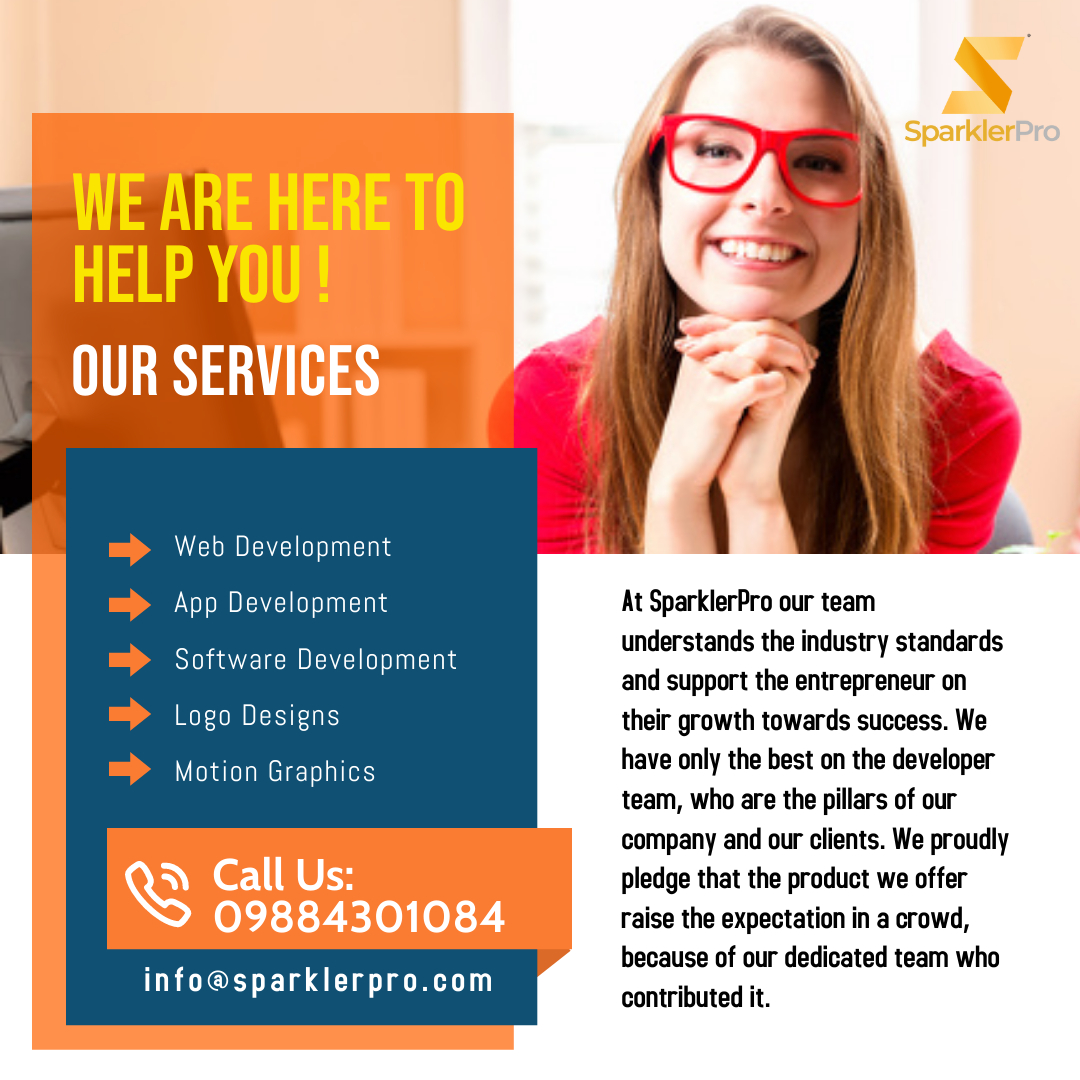 SparklerPro
WE ARE HERE TO
HELP YOU !
OUR SERVICES
Web Development
App Development
Software Development
Logo Designs
Motion Graphics
Call Us:
09884301084
info@sparklerpro.com
At SparklerPro our team
understands the industry standards
and support the entrepreneur on
their growth towards success. We
have only the best on the developer
team, who are the pillars of our
company and our clients. We proudly
pledge that the product we offer
raise the expectation in a crowd,
because of our dedicated team who
contributed it.